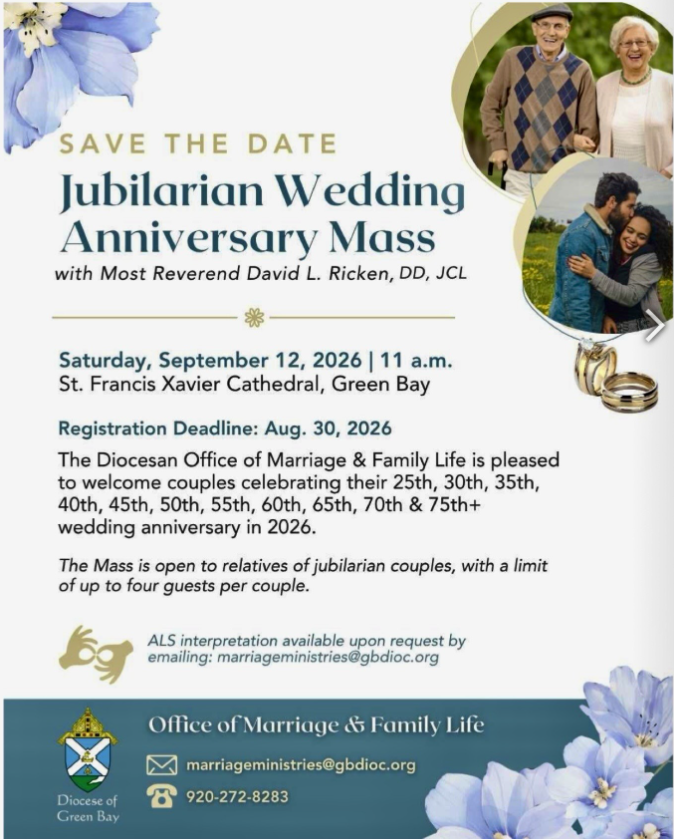 SAVE THE DATE
Jubilarian Wedding
Anniversary Mass
with Most Reverend David L. Ricken, DD, JCL
Saturday, September 12, 2026 | 11 a.m.
St. Francis Xavier Cathedral, Green Bay
Registration Deadline: Aug. 30, 2026
The Diocesan Office of Marriage & Family Life is pleased
to welcome couples celebrating their 25th, 30th, 35th,
40th, 45th, 50th, 55th, 60th, 65th, 70th & 75th+
wedding anniversary in 2026.
The Mass is open to relatives of jubilarian couples, with a limit
of up to four guests per couple.
ALS interpretation available upon request by
emailing: marriageministries@gbdioc.org
Office of Marriage & Family Life
marriageministries@gbdioc.org
920-272-8283
Diocese of
Green Bay